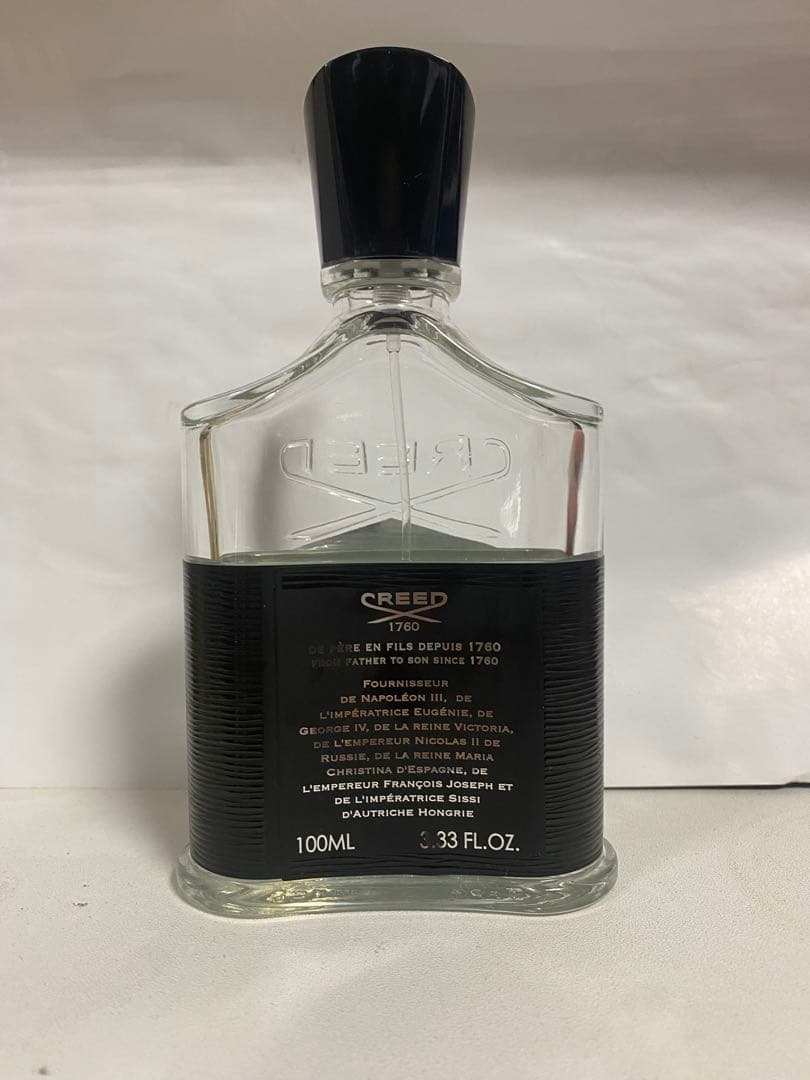 CREED
CREED
1760
DE PÈRE EN FILS DEPUIS 1760
FROM FATHER TO SON SINCE 1760
FOURNISSEUR
DE NAPOLÉON III, DE
L'IMPÉRATRICE EUGÉNIE, DE
GEORGE IV, DE LA REINE VICTORIA,
DE L'EMPEREUR NICOLAS II DE
RUSSIE, DE LA REINE MARIA
CHRISTINA D'ESPAGNE, DE
L'EMPEREUR FRANÇOIS JOSEPH ET
DE L'IMPÉRATRICE SISSI
D'AUTRICHE HONGRIE
100ML 3.33 FL.OZ.